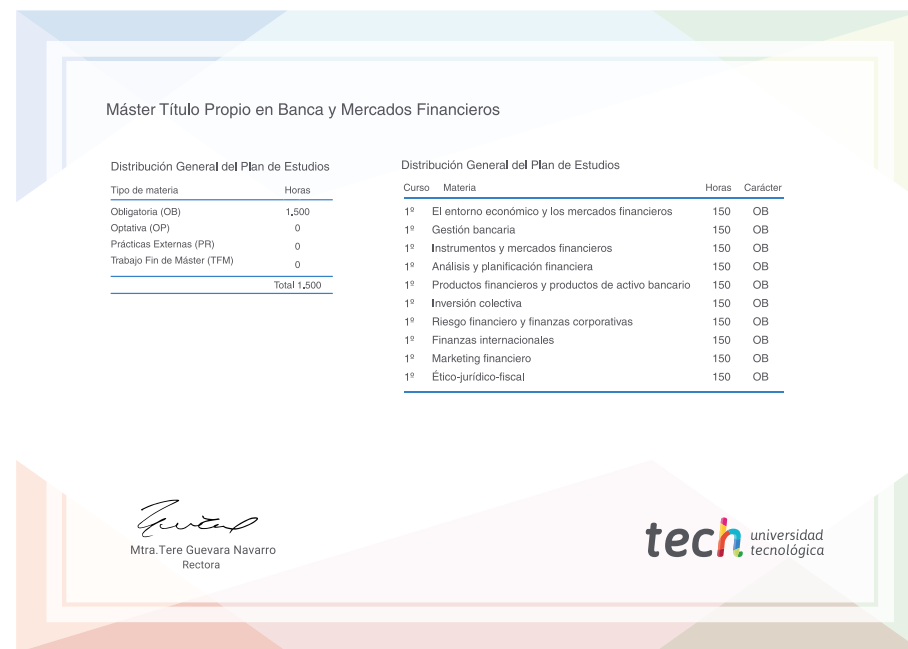 Máster Título Propio en Banca y Mercados Financieros
Distribución General del Plan de Estudios
Tipo de materia Horas
Obligatoria (OB) 1.500
Optativa (OP) 0
Prácticas Externas (PR) 0
Trabajo Fin de Máster (TFM) 0
Total 1.500
Distribución General del Plan de Estudios
Curso Materia Horas Carácter
1º El entorno económico y los mercados financieros 150 OB
1º Gestión bancaria 150 OB
1º Instrumentos y mercados financieros 150 OB
1º Análisis y planificación financiera 150 OB
1º Productos financieros y productos de activo bancario 150 OB
1º Inversión colectiva 150 OB
1º Riesgo financiero y finanzas corporativas 150 OB
1º Finanzas internacionales 150 OB
1º Marketing financiero 150 OB
1º Ético-jurídico-fiscal 150 OB
Mtra.Tere Guevara Navarro
Rectora
tech universidad
tecnológica